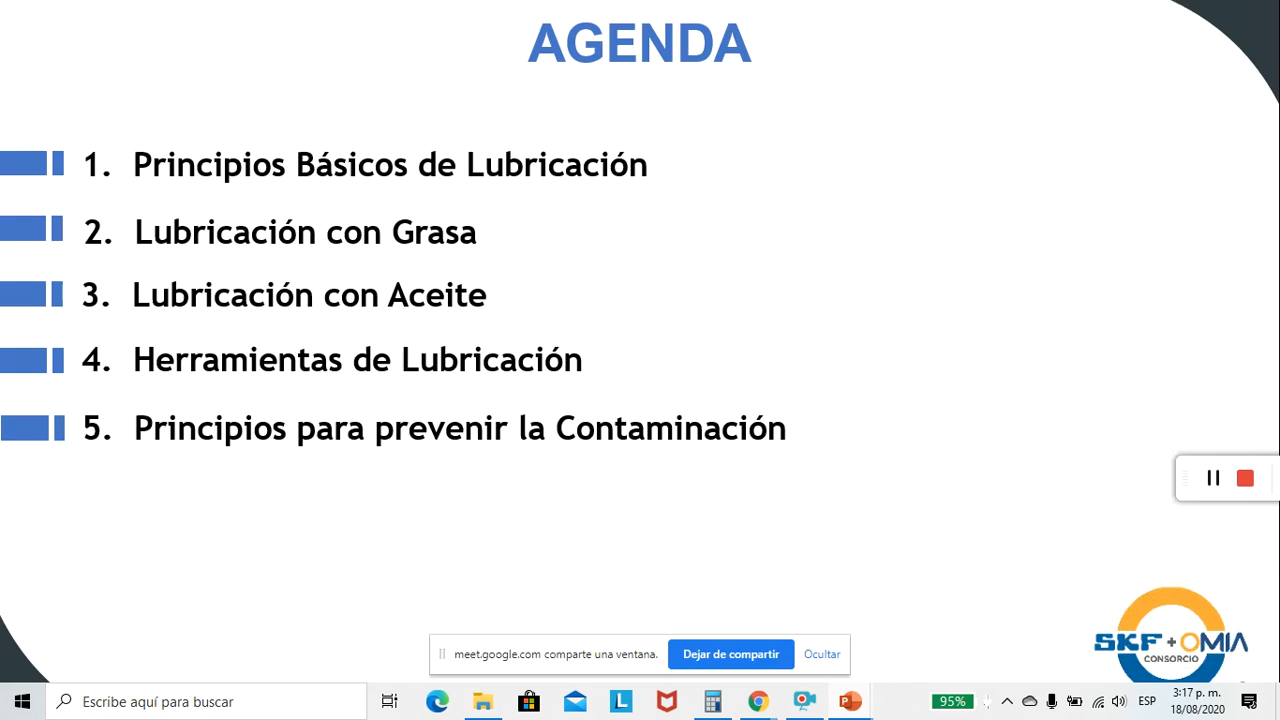 AGENDA
1. Principios Básicos de Lubricación
2. Lubricación con Grasa
3. Lubricación con Aceite
4. Herramientas de Lubricación
5. Principios para prevenir la Contaminación
SKF + OMIA
CONSORCIO
meet.google.com comparte una ventana.
Dejar de compartir
Ocultar
Escribe aquí para buscar
L
95%
ESP
3:17 p. m.
18/08/2020